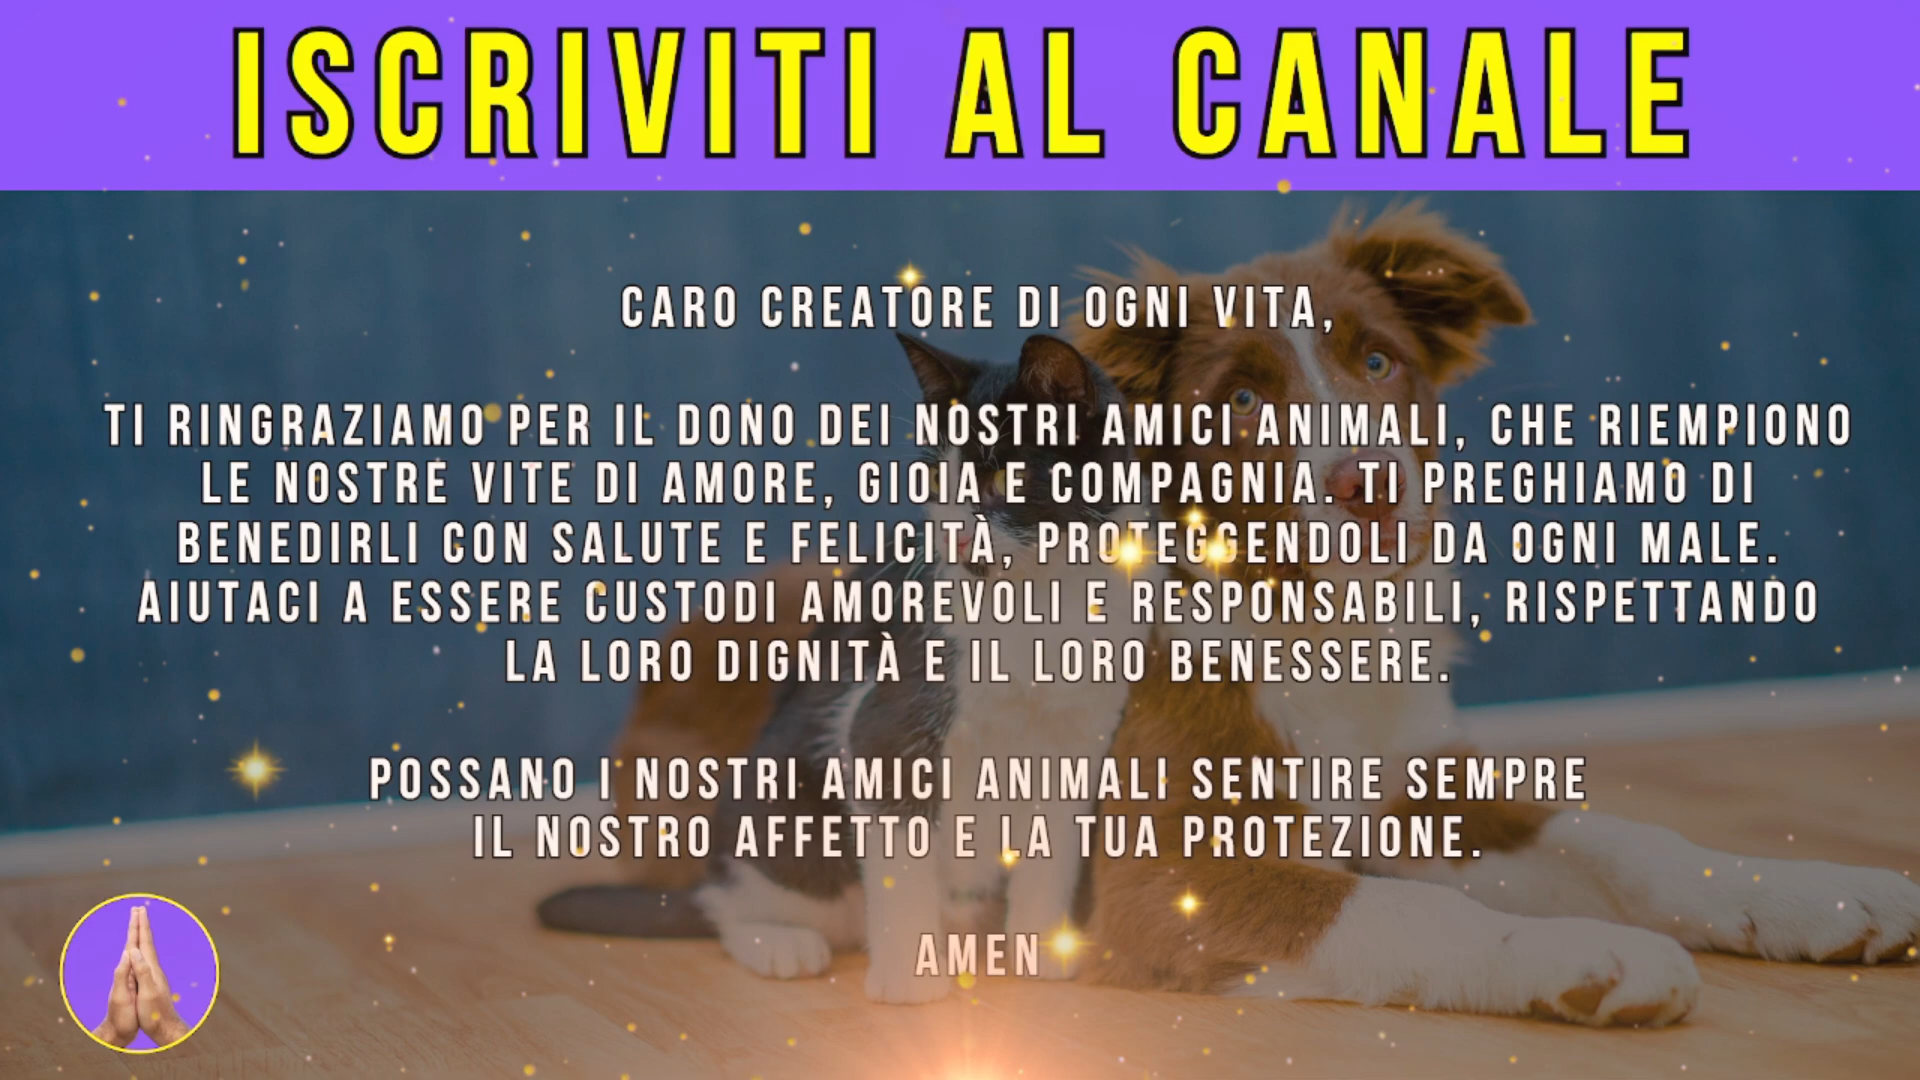 ISCRIVITI AL CANALE
CARO CREATORE DI OGNI VITA,
TI RINGRAZIAMO PER IL DONO DEI NOSTRI AMICI ANIMALI, CHE RIEMPIONO
LE NOSTRE VITE DI AMORE, GIOIA E COMPAGNIA. TI PREGHIAMO DI
BENEDIRLI CON SALUTE E FELICITÀ, PROTEGGENDOLI DA OGNI MALE.
AIUTACI A ESSERE CUSTODI AMOREVOLI E RESPONSABILI, RISPETTANDO
LA LORO DIGNITÀ E IL LORO BENESSERE.
POSSANO I NOSTRI AMICI ANIMALI SENTIRE SEMPRE
IL NOSTRO AFFETTO E LA TUA PROTEZIONE.
AMEN